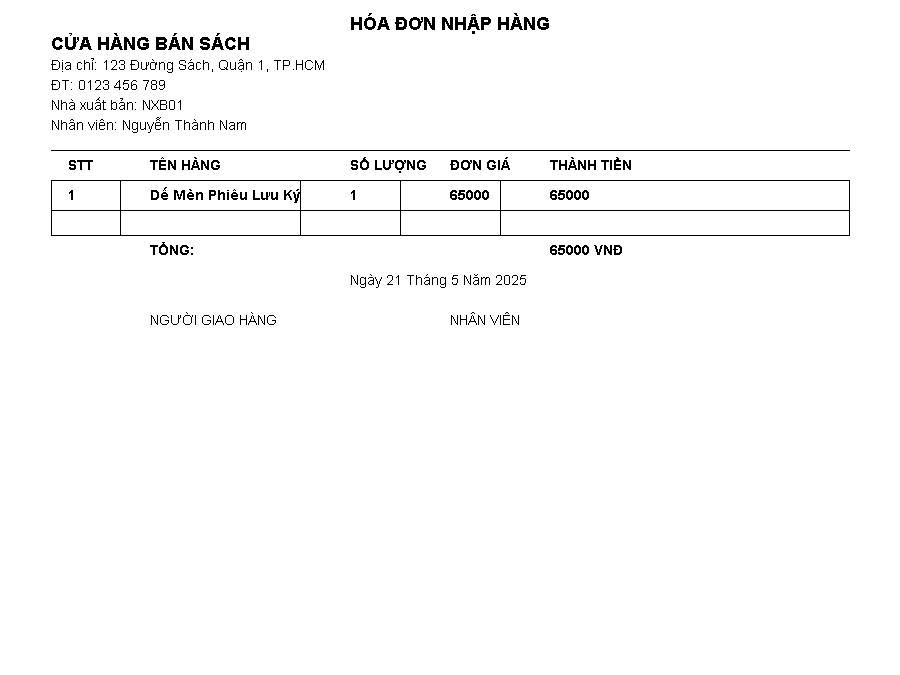 HÓA ĐƠN NHẬP HÀNG
CỬA HÀNG BÁN SÁCH
Địa chỉ: 123 Đường Sách, Quận 1, TP.HCM
ĐT: 0123 456 789
Nhà xuất bản: NXB01
Nhân viên: Nguyễn Thành Nam
STT TÊN HÀNG SỐ LƯỢNG ĐƠN GIÁ THÀNH TIỀN
1 Dế Mèn Phiêu Lưu Ký 1 65000 65000
TỔNG: 65000 VNĐ
Ngày 21 Tháng 5 Năm 2025
NGƯỜI GIAO HÀNG NHÂN VIÊN